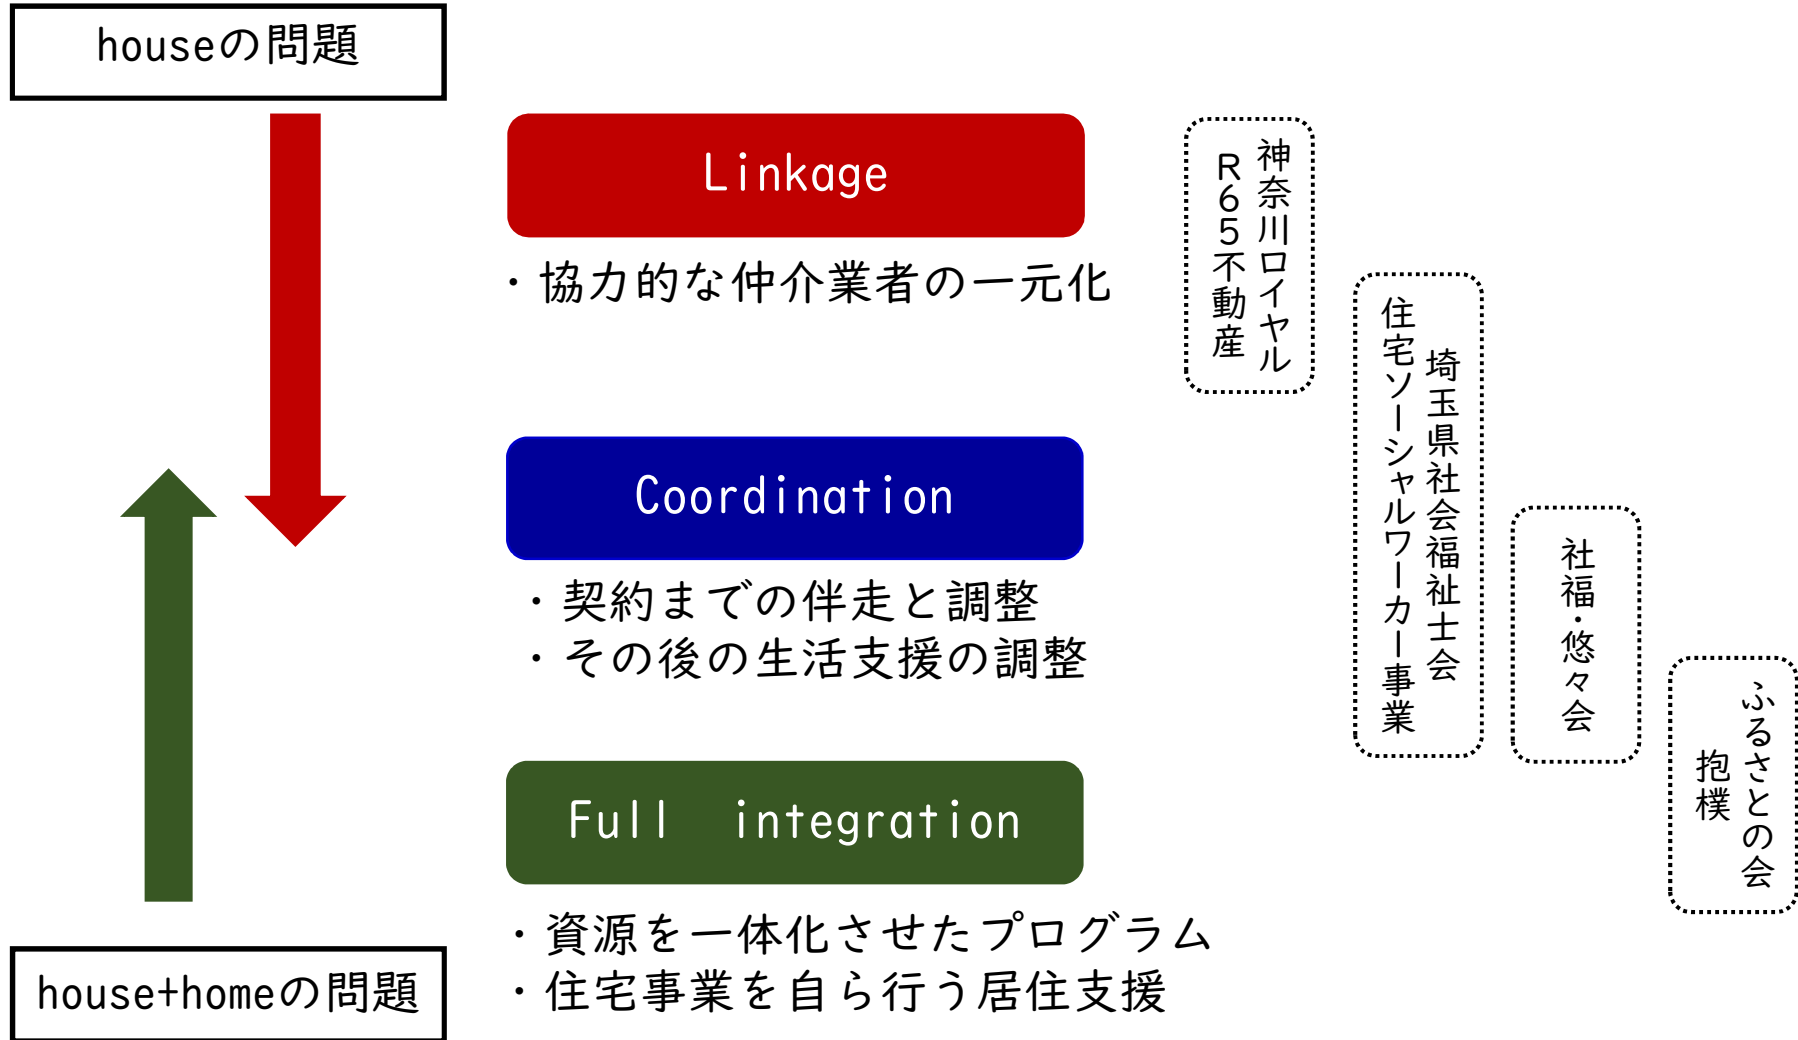 houseの問題
Linkage
・協力的な仲介業者の一元化
Coordination
・契約までの伴走と調整
・その後の生活支援の調整
Full　integration
・資源を一体化させたプログラム
・住宅事業を自ら行う居住支援
house+homeの問題
神奈川ロイヤル
R65不動産
埼玉県社会福祉士会
住宅ソーシャルワーカー事業
社福・悠々会
ふるさとの会
抱樸